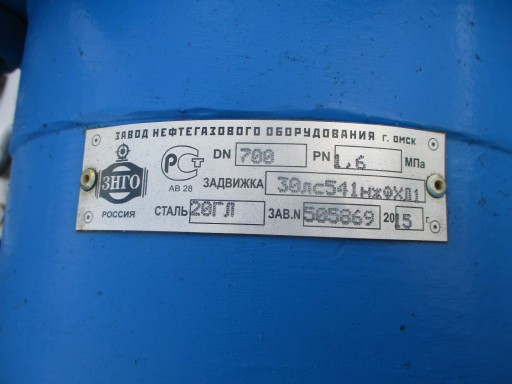 ЗАВОД НЕФТЕГАЗОВОГО ОБОРУДОВАНИЯ Г. ОМСК
DN 700 PN 1,6 МПа
ЗНГО РСТ АВ 28 ЗАДВИЖКА 30лс541нжФХЛ1
РОССИЯ СТАЛЬ 20ГЛ ЗАВ.N 505869 2015 г